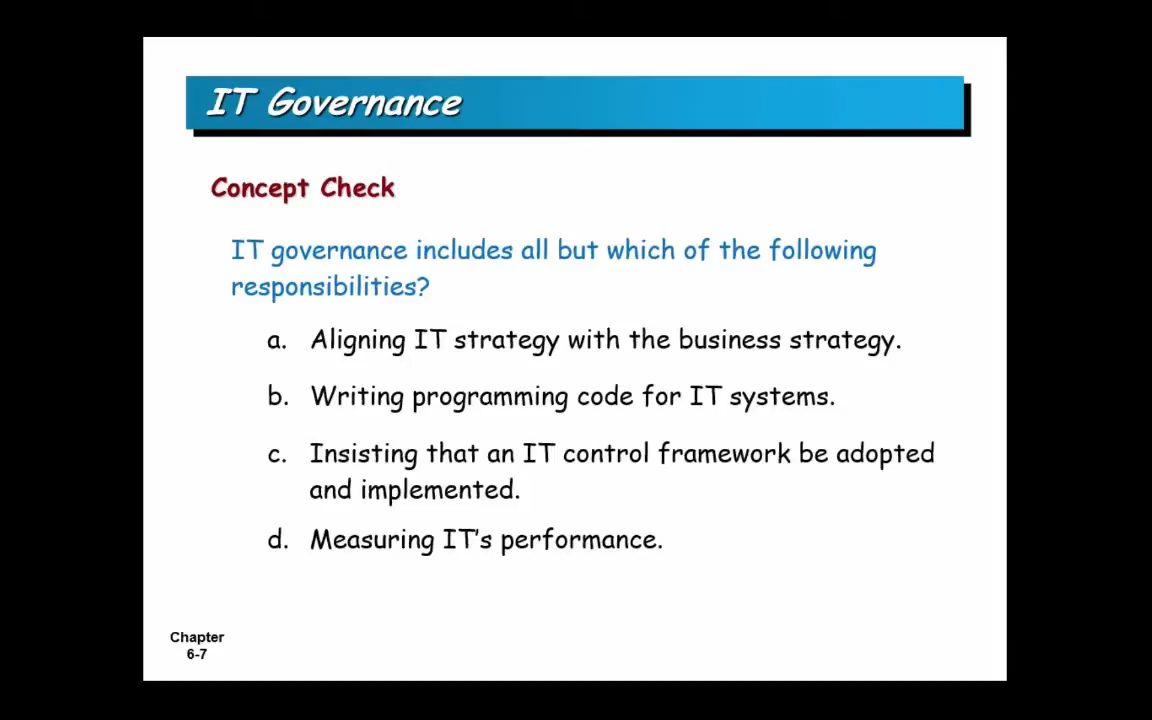 IT Governance
Concept Check
IT governance includes all but which of the following
responsibilities?
a. Aligning IT strategy with the business strategy.
b. Writing programming code for IT systems.
c. Insisting that an IT control framework be adopted
and implemented.
d. Measuring IT's performance.
Chapter
6-7